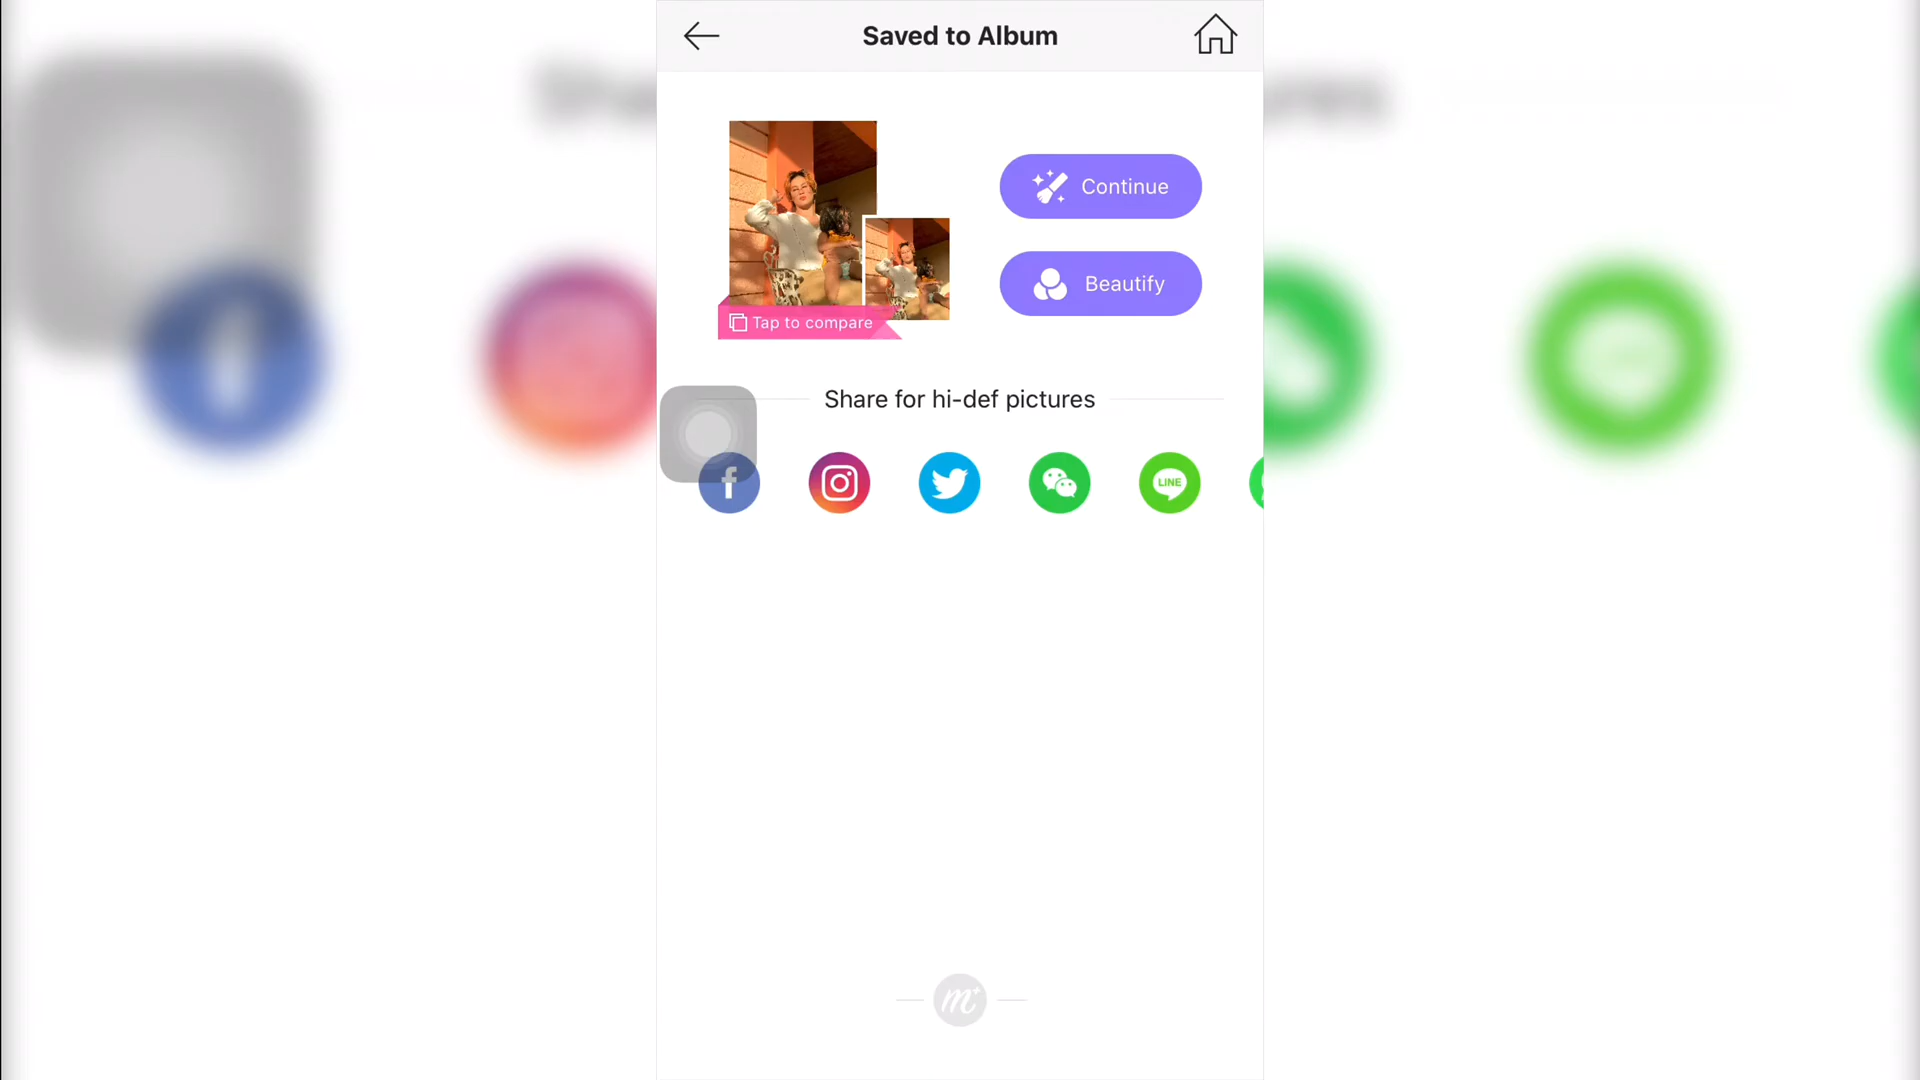 Saved to Album
Continue
Beautify
Tap to compare
Share for hi-def pictures
f
LINE
m+